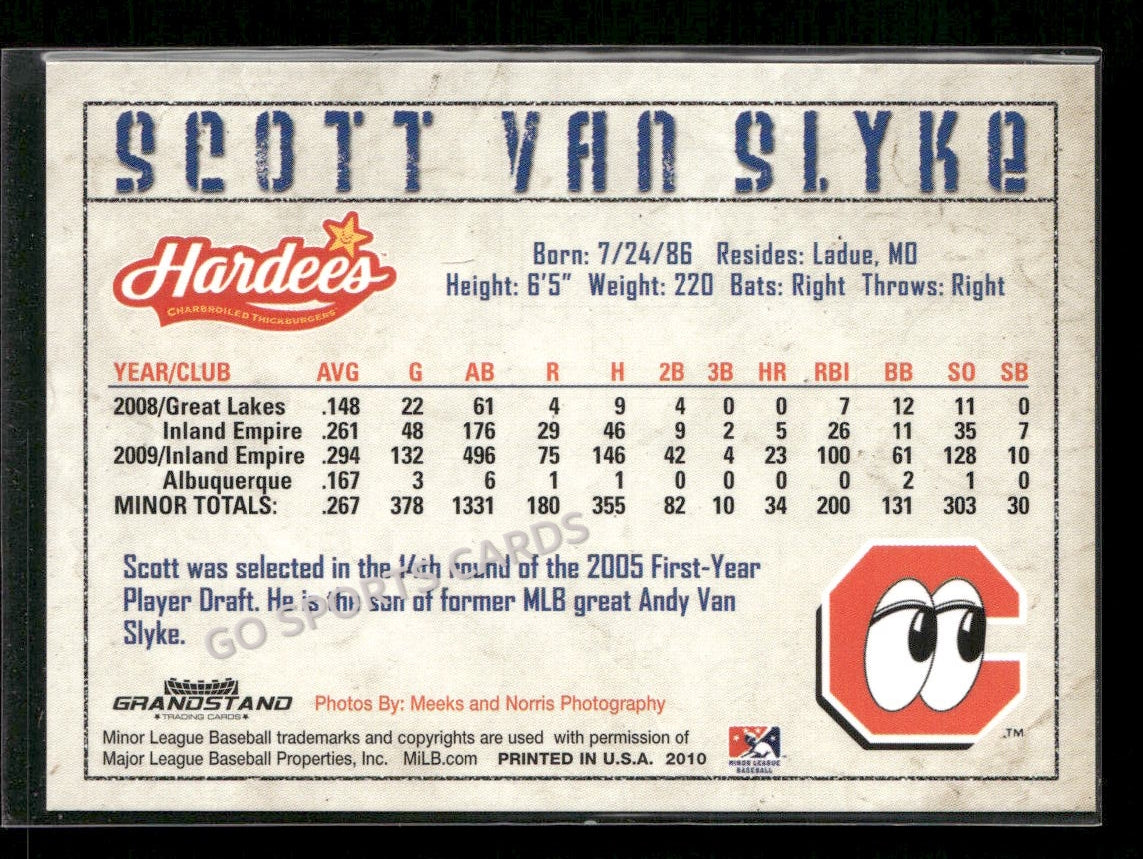 SCOTT VAN SLYKE
Hardee's
CHARBROILED THICKBURGERS
Born: 7/24/86 Resides: Ladue, MO
Height: 6'5" Weight: 220 Bats: Right Throws: Right
YEAR/CLUB AVG G AB R H 2B 3B HR RBI BB SO SB
2008/Great Lakes .148 22 61 4 9 4 0 0 7 12 11 0
Inland Empire .261 48 176 29 46 9 2 5 26 11 35 7
2009/Inland Empire .294 132 496 75 146 42 4 23 100 61 128 10
Albuquerque .167 3 6 1 1 0 0 0 0 2 1 0
MINOR TOTALS: .267 378 1331 180 355 82 10 34 200 131 303 30
Scott was selected in the 14th round of the 2005 First-Year
Player Draft. He is the son of former MLB great Andy Van
Slyke.
GO SPORTS CARDS
GRANDSTAND
TRADING CARDS
Photos By: Meeks and Norris Photography
Minor League Baseball trademarks and copyrights are used with permission of
Major League Baseball Properties, Inc. MiLB.com PRINTED IN U.S.A. 2010
MINOR LEAGUE
BASEBALL
C
TM